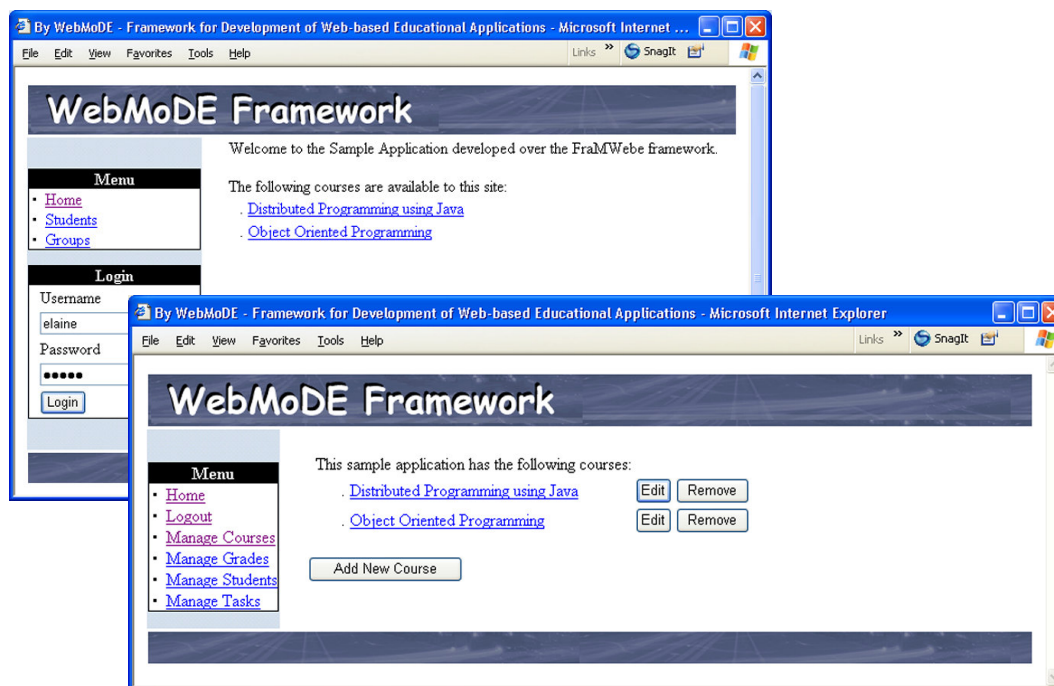 By WebMoDE - Framework for Development of Web-based Educational Applications - Microsoft Internet ...
File Edit View Favorites Tools Help Links » SnagIt
WebMoDE Framework
Welcome to the Sample Application developed over the FraMWebe framework.
Menu
• Home
• Students
• Groups
The following courses are available to this site:
. Distributed Programming using Java
. Object Oriented Programming
Login
Username
elaine
Password
•••••
Login
By WebMoDE - Framework for Development of Web-based Educational Applications - Microsoft Internet Explorer
File Edit View Favorites Tools Help Links » SnagIt
WebMoDE Framework
Menu
• Home
• Logout
• Manage Courses
• Manage Grades
• Manage Students
• Manage Tasks
This sample application has the following courses:
. Distributed Programming using Java Edit Remove
. Object Oriented Programming Edit Remove
Add New Course